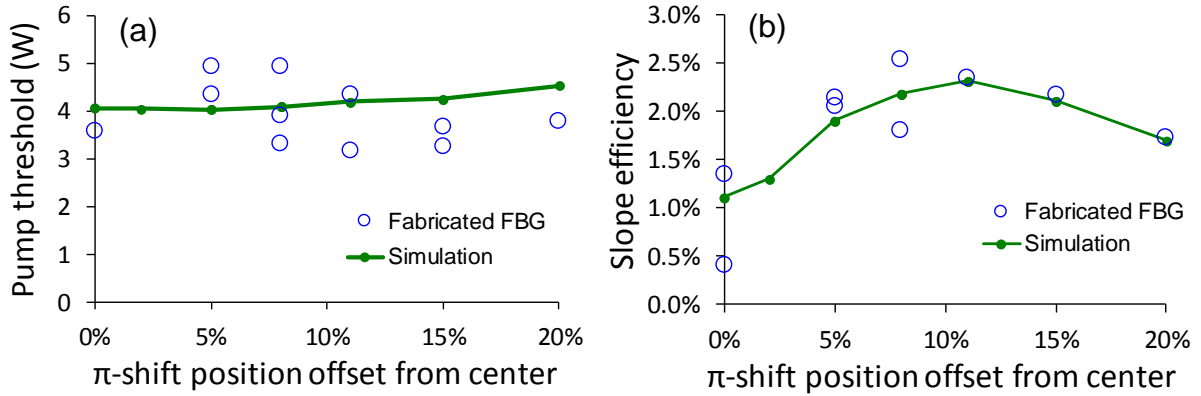 (a)
Pump threshold (W)
6
5
4
3
2
1
0
0% 5% 10% 15% 20%
π-shift position offset from center
Fabricated FBG
Simulation
(b)
Slope efficiency
3.0%
2.5%
2.0%
1.5%
1.0%
0.5%
0.0%
0% 5% 10% 15% 20%
π-shift position offset from center
Fabricated FBG
Simulation